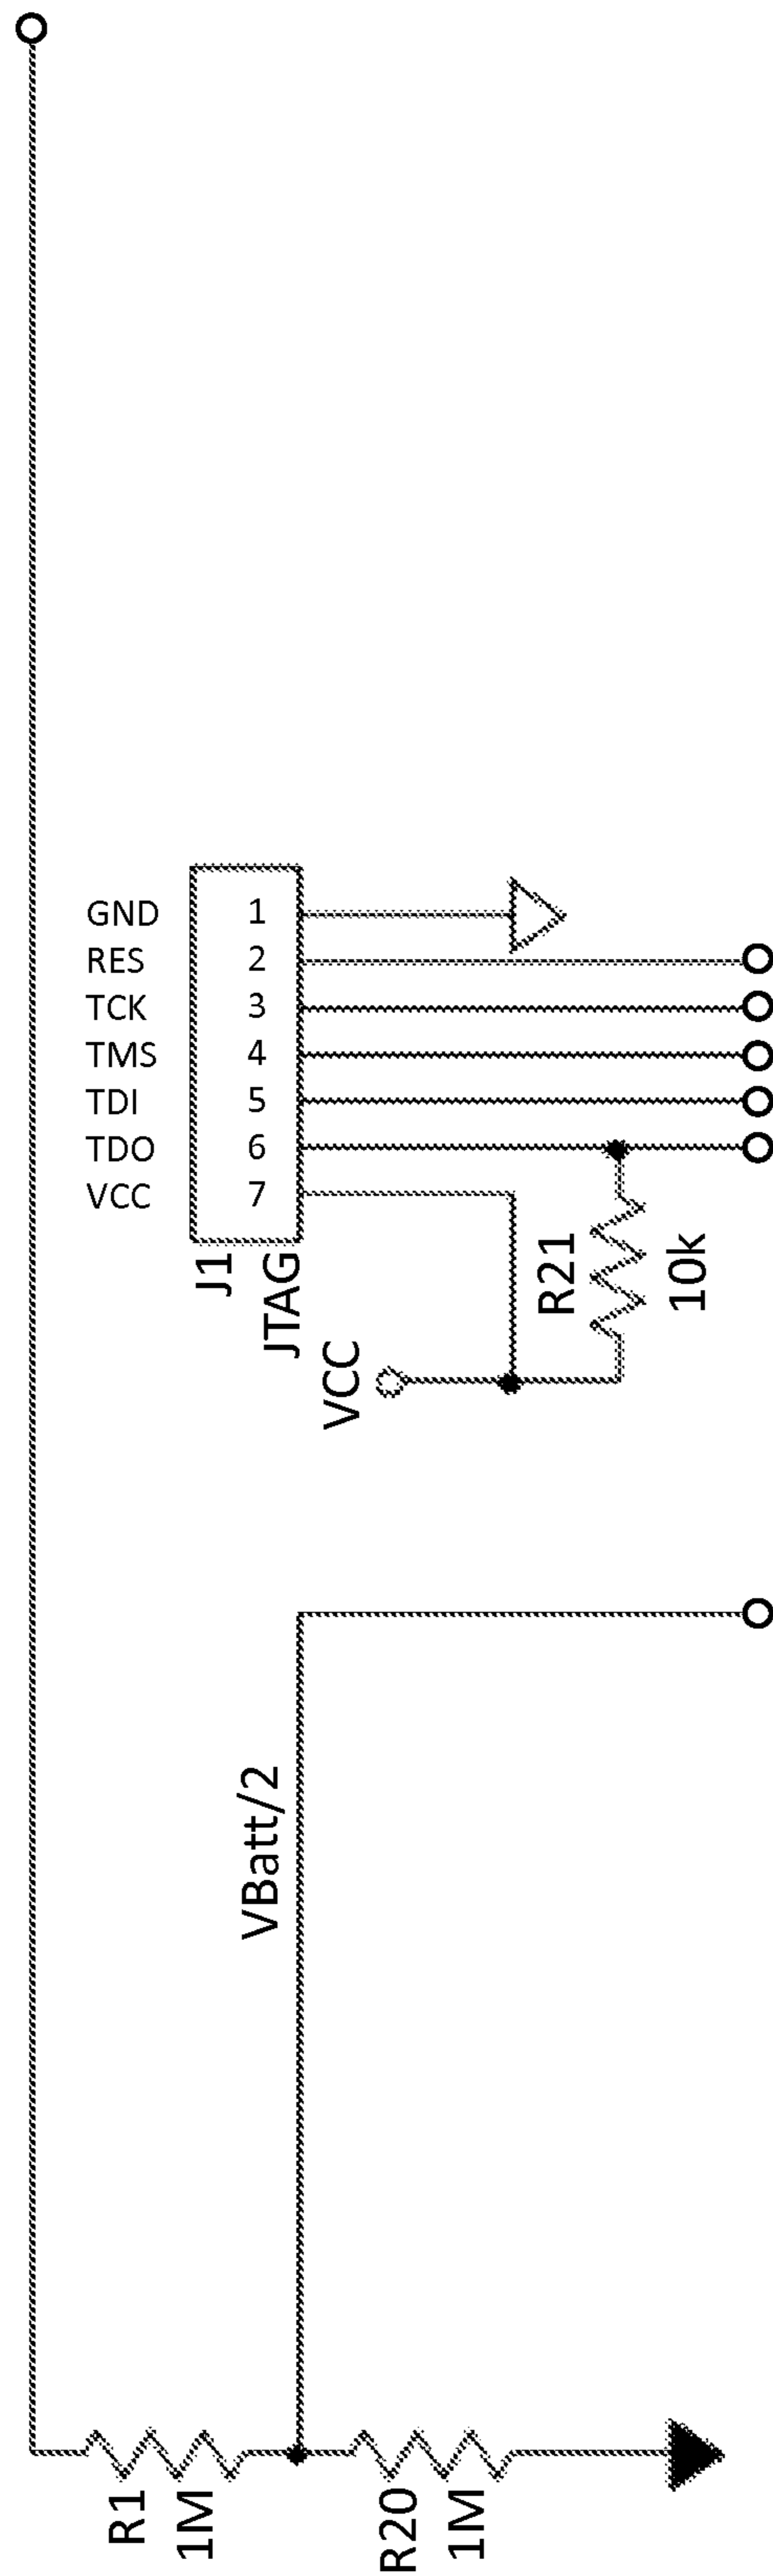 GND 1
RES 2
TCK 3
TMS 4
TDI 5
TDO 6
VCC 7
J1
JTAG
VCC
R21
10k
VBatt/2
R1
1M
R20
1M